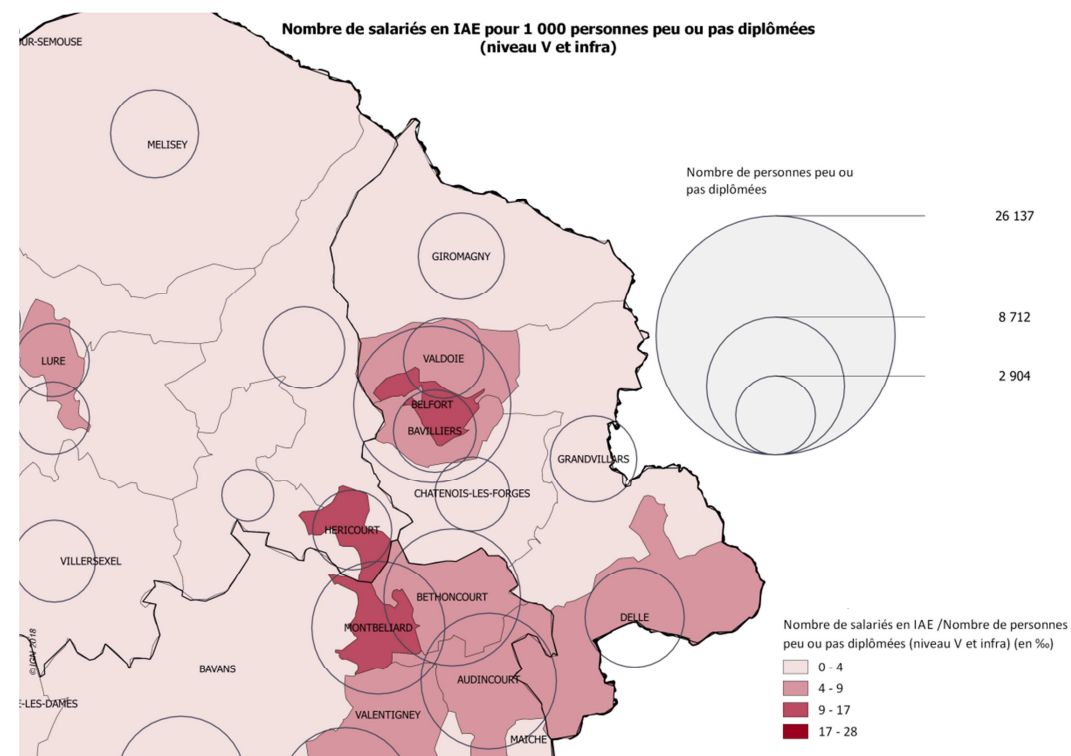 Nombre de salariés en IAE pour 1 000 personnes peu ou pas diplômées
(niveau V et infra)
UR-SEMOUSE
MELISEY
GIROMAGNY
LURE
VALDOIE
BELFORT
BAVILLIERS
GRANDVILLARS
CHATENOIS-LES-FORGES
HERICOURT
VILLERSEXEL
BETHONCOURT
DELLE
MONTBELIARD
BAVANS
AUDINCOURT
E-LES-DAMES
VALENTIGNEY
MAICHE
© IGN 2018
Nombre de personnes peu ou
pas diplômées
26 137
8 712
2 904
Nombre de salariés en IAE /Nombre de personnes
peu ou pas diplômées (niveau V et infra) (en ‰)
0 - 4
4 - 9
9 - 17
17 - 28